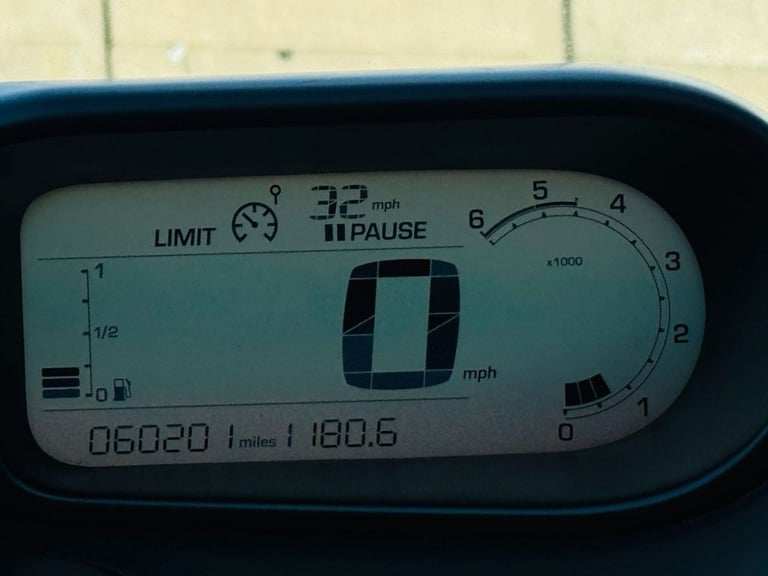 32 mph
LIMIT
PAUSE
6 5 4 3 2 1 0
x1000
1
1/2
0
0 mph
060201 miles 1180.6